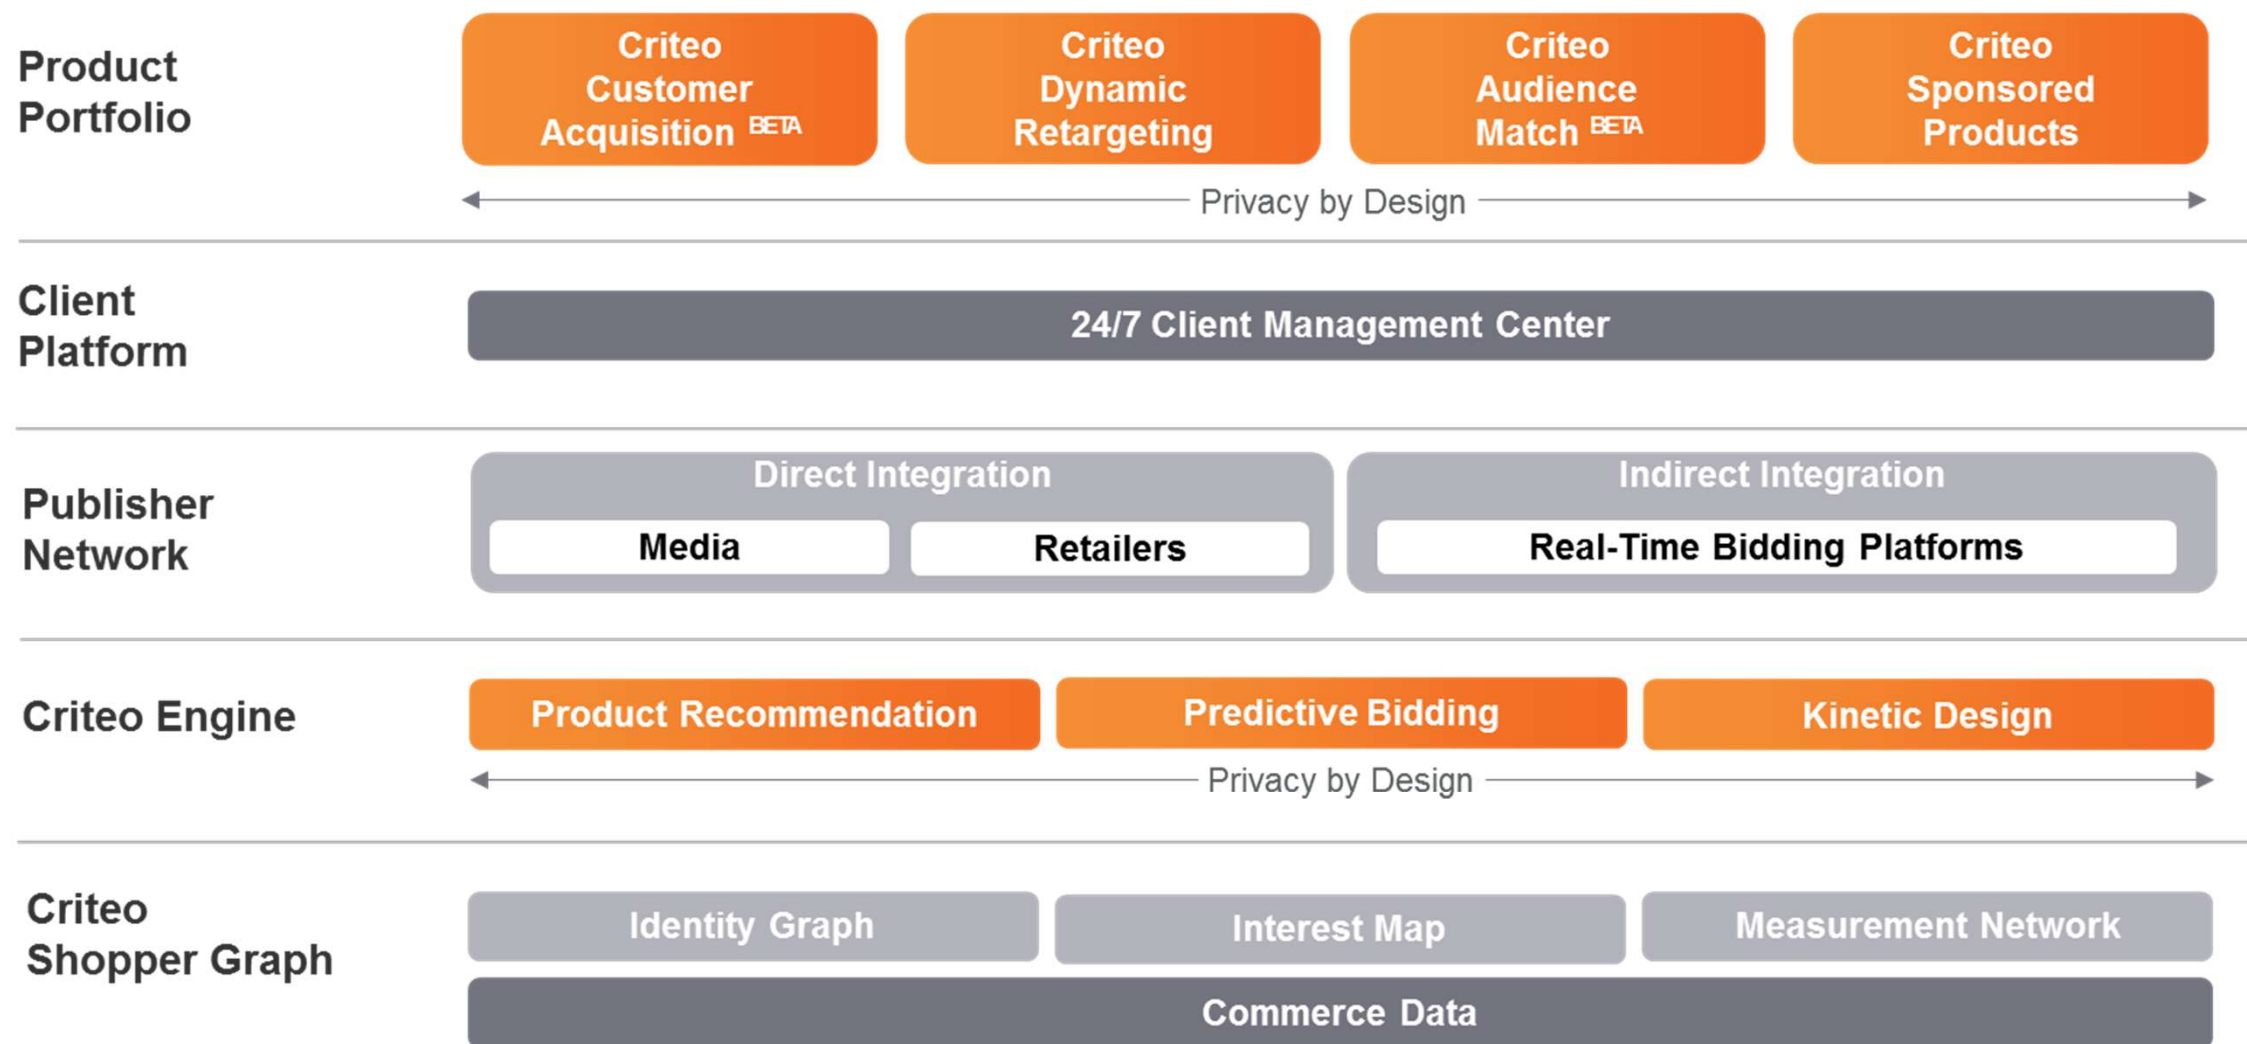 Product
Portfolio
Criteo
Customer
Acquisition BETA
Criteo
Dynamic
Retargeting
Criteo
Audience
Match BETA
Criteo
Sponsored
Products
Privacy by Design
Client
Platform
24/7 Client Management Center
Publisher
Network
Direct Integration
Media
Retailers
Indirect Integration
Real-Time Bidding Platforms
Criteo Engine
Product Recommendation
Predictive Bidding
Kinetic Design
Privacy by Design
Criteo
Shopper Graph
Identity Graph
Interest Map
Measurement Network
Commerce Data